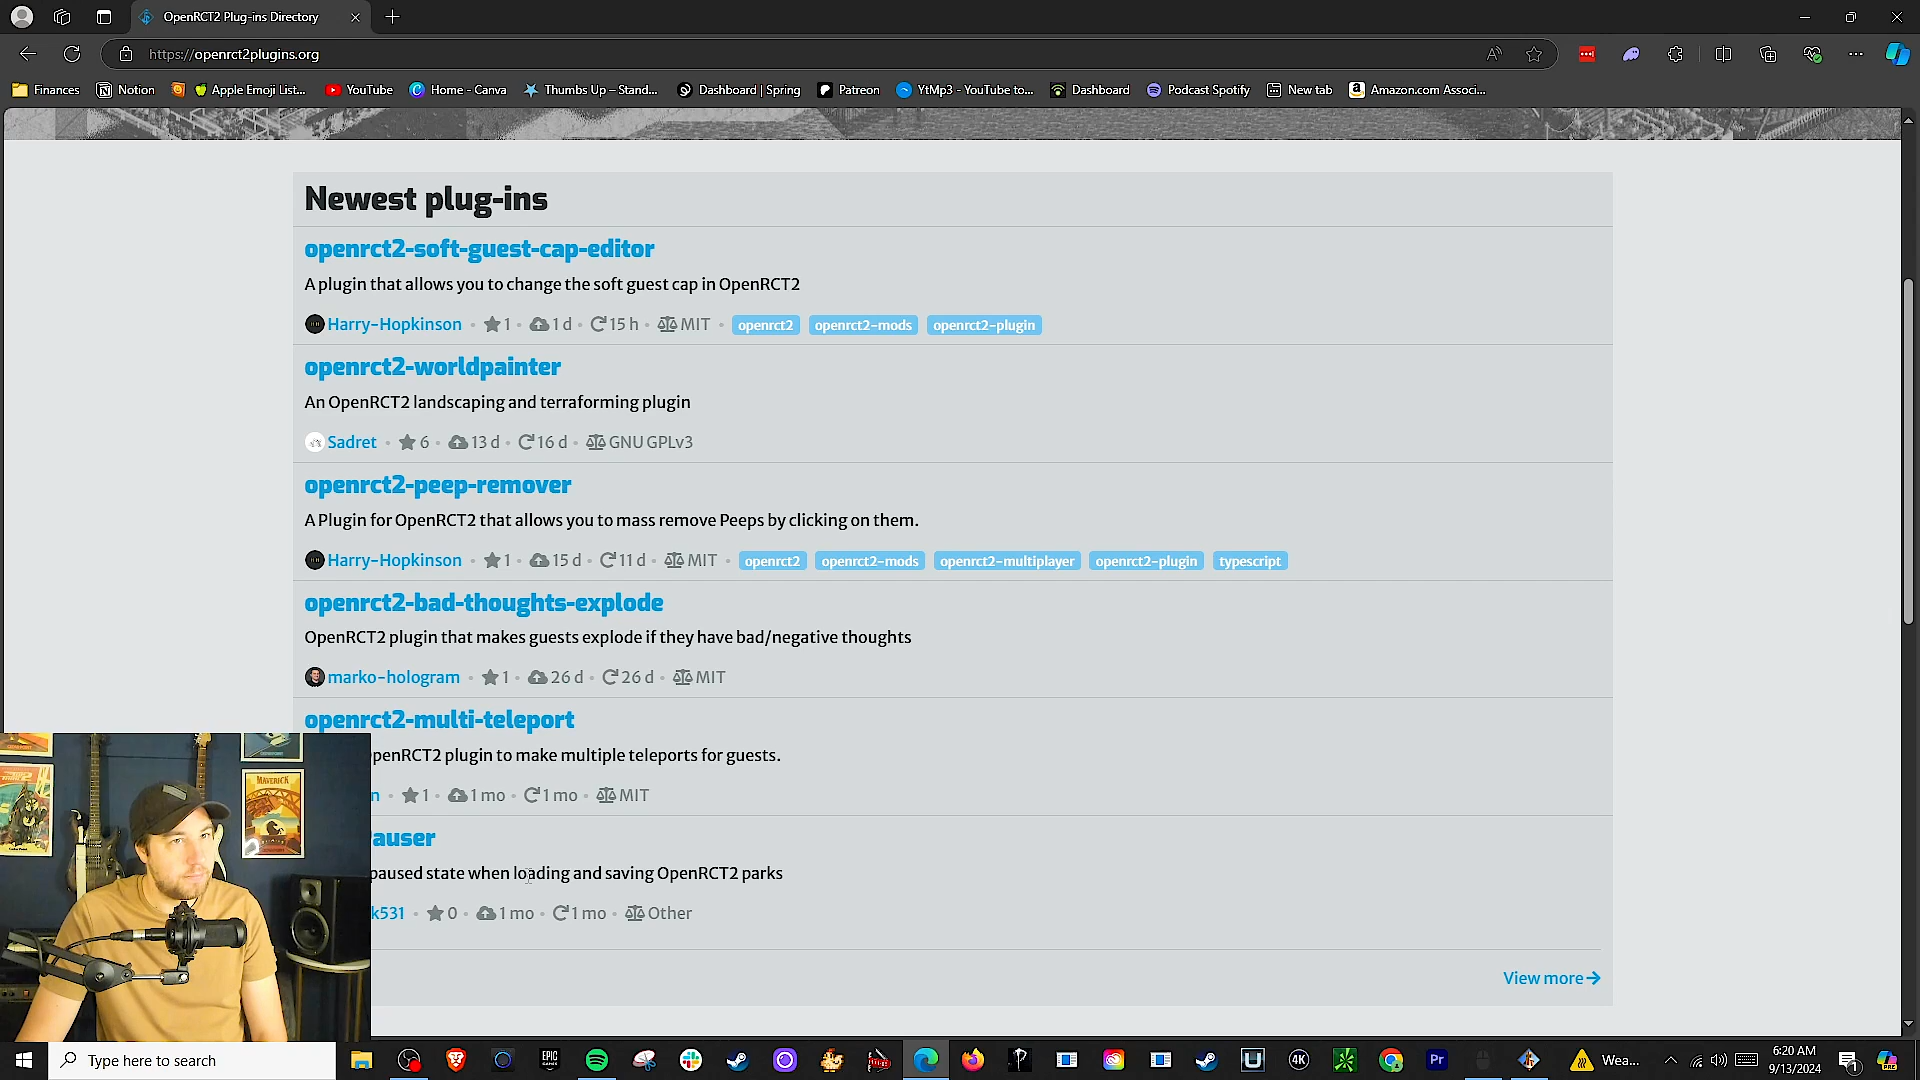 OpenRCT2 Plug-ins Directory
https://openrct2plugins.org
Finances
Notion
Apple Emoji List...
YouTube
Home - Canva
Thumbs Up – Stand...
Dashboard | Spring
Patreon
YtMp3 - YouTube to...
Dashboard
Podcast Spotify
New tab
Amazon.com Associ...
Newest plug-ins
openrct2-soft-guest-cap-editor
A plugin that allows you to change the soft guest cap in OpenRCT2
Harry-Hopkinson • 1 • 1 d • 15 h • MIT • openrct2 openrct2-mods openrct2-plugin
openrct2-worldpainter
An OpenRCT2 landscaping and terraforming plugin
Sadret • 6 • 13 d • 16 d • GNU GPLv3
openrct2-peep-remover
A Plugin for OpenRCT2 that allows you to mass remove Peeps by clicking on them.
Harry-Hopkinson • 1 • 15 d • 11 d • MIT • openrct2 openrct2-mods openrct2-multiplayer openrct2-plugin typescript
openrct2-bad-thoughts-explode
OpenRCT2 plugin that makes guests explode if they have bad/negative thoughts
marko-hologram • 1 • 26 d • 26 d • MIT
openrct2-multi-teleport
penRCT2 plugin to make multiple teleports for guests.
n • 1 • 1 mo • 1 mo • MIT
auser
paused state when loading and saving OpenRCT2 parks
k531 • 0 • 1 mo • 1 mo • Other
View more
MAVERICK
Type here to search
EPIC GAMES
4K
Pr
Wea...
6:20 AM
9/13/2024
1
PRE